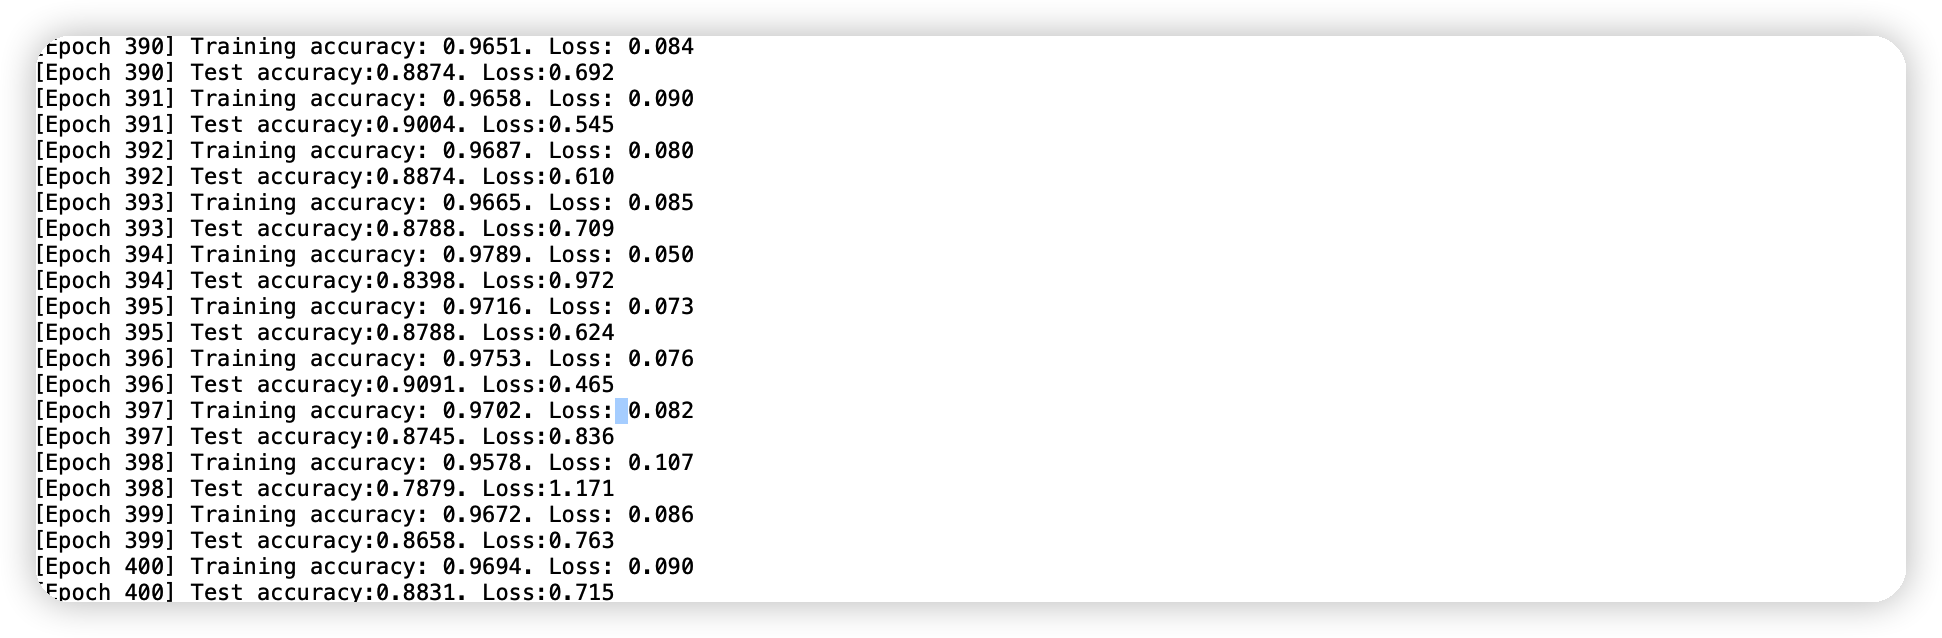 [Epoch 390] Training accuracy: 0.9651. Loss: 0.084
[Epoch 390] Test accuracy:0.8874. Loss:0.692
[Epoch 391] Training accuracy: 0.9658. Loss: 0.090
[Epoch 391] Test accuracy:0.9004. Loss:0.545
[Epoch 392] Training accuracy: 0.9687. Loss: 0.080
[Epoch 392] Test accuracy:0.8874. Loss:0.610
[Epoch 393] Training accuracy: 0.9665. Loss: 0.085
[Epoch 393] Test accuracy:0.8788. Loss:0.709
[Epoch 394] Training accuracy: 0.9789. Loss: 0.050
[Epoch 394] Test accuracy:0.8398. Loss:0.972
[Epoch 395] Training accuracy: 0.9716. Loss: 0.073
[Epoch 395] Test accuracy:0.8788. Loss:0.624
[Epoch 396] Training accuracy: 0.9753. Loss: 0.076
[Epoch 396] Test accuracy:0.9091. Loss:0.465
[Epoch 397] Training accuracy: 0.9702. Loss: 0.082
[Epoch 397] Test accuracy:0.8745. Loss:0.836
[Epoch 398] Training accuracy: 0.9578. Loss: 0.107
[Epoch 398] Test accuracy:0.7879. Loss:1.171
[Epoch 399] Training accuracy: 0.9672. Loss: 0.086
[Epoch 399] Test accuracy:0.8658. Loss:0.763
[Epoch 400] Training accuracy: 0.9694. Loss: 0.090
[Epoch 400] Test accuracy:0.8831. Loss:0.715